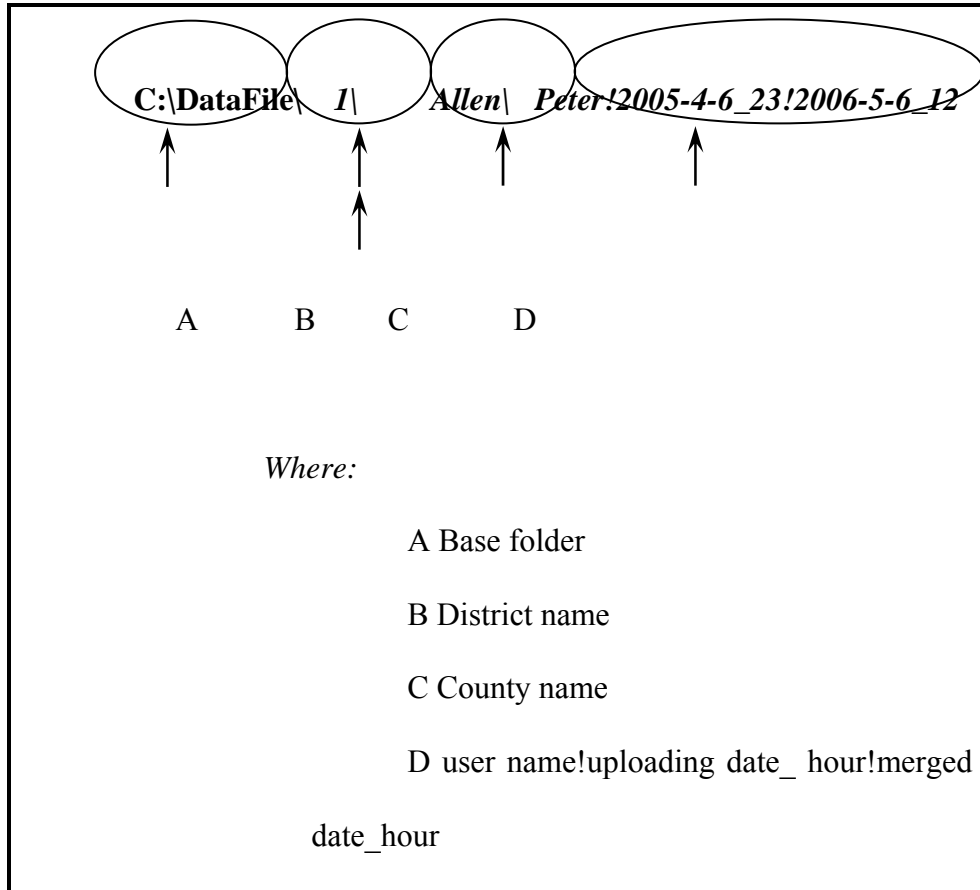 C:\DataFile\ 1\ Allen\ Peter!2005-4-6_23!2006-5-6_12
A B C D
Where:
A Base folder
B District name
C County name
D user name!uploading date_ hour!merged
date_hour